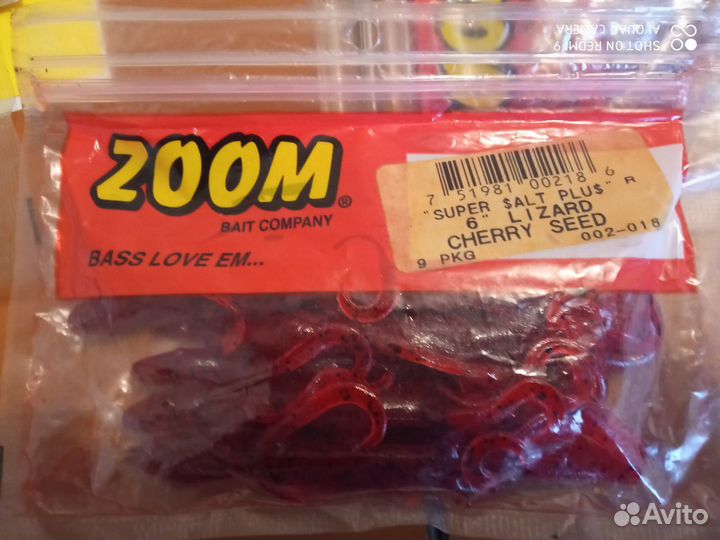 SHOT ON REDMI 9
AI QUAD CAMERA
ZOOM®
BAIT COMPANY
BASS LOVE EM...
7 51981 00218 6
"SUPER $ALT PLU$" R
6" LIZARD
CHERRY SEED
9 PKG 002-018
Avito